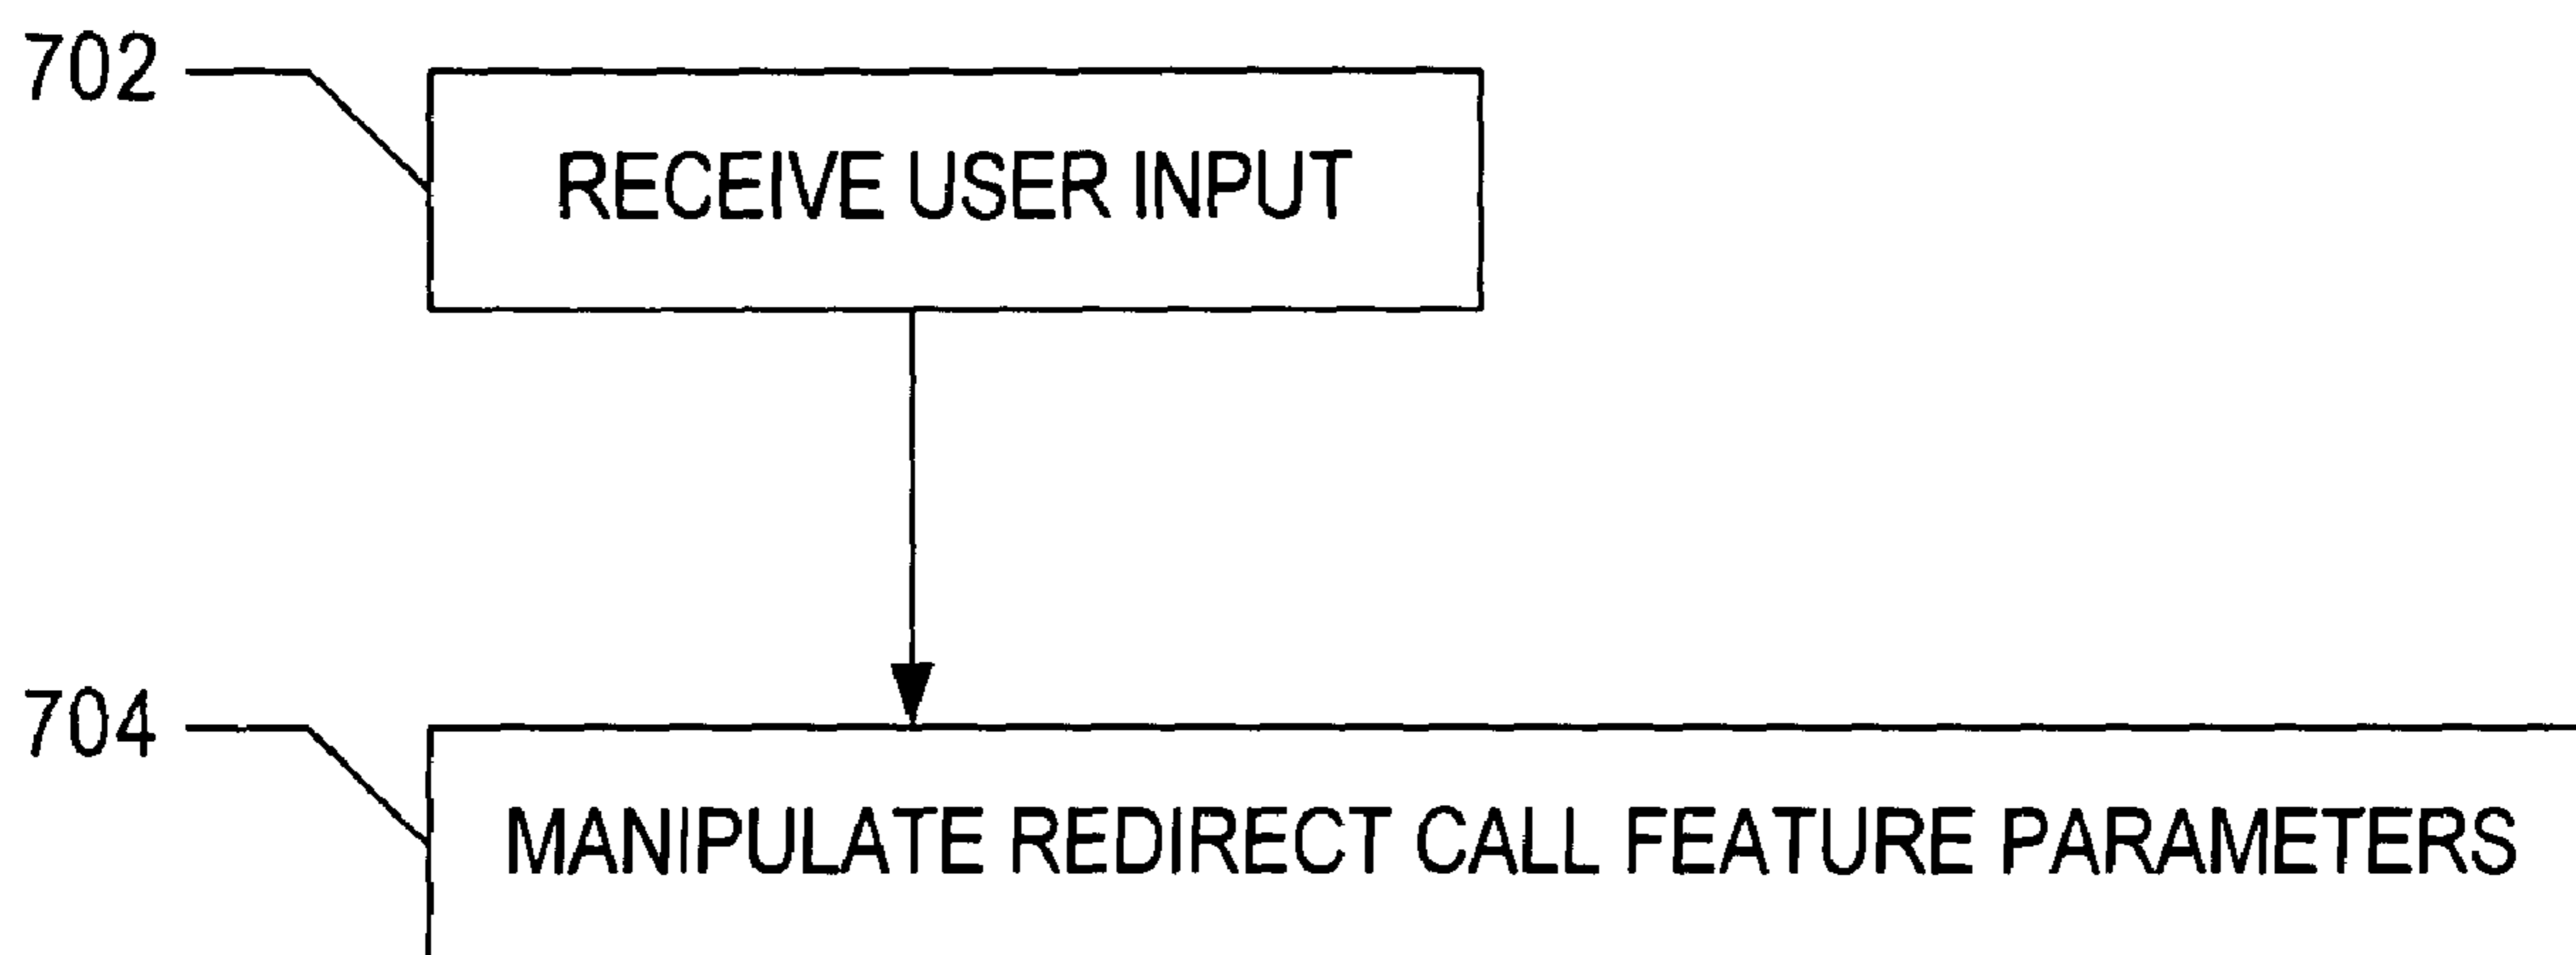 702
RECEIVE USER INPUT
704
MANIPULATE REDIRECT CALL FEATURE PARAMETERS